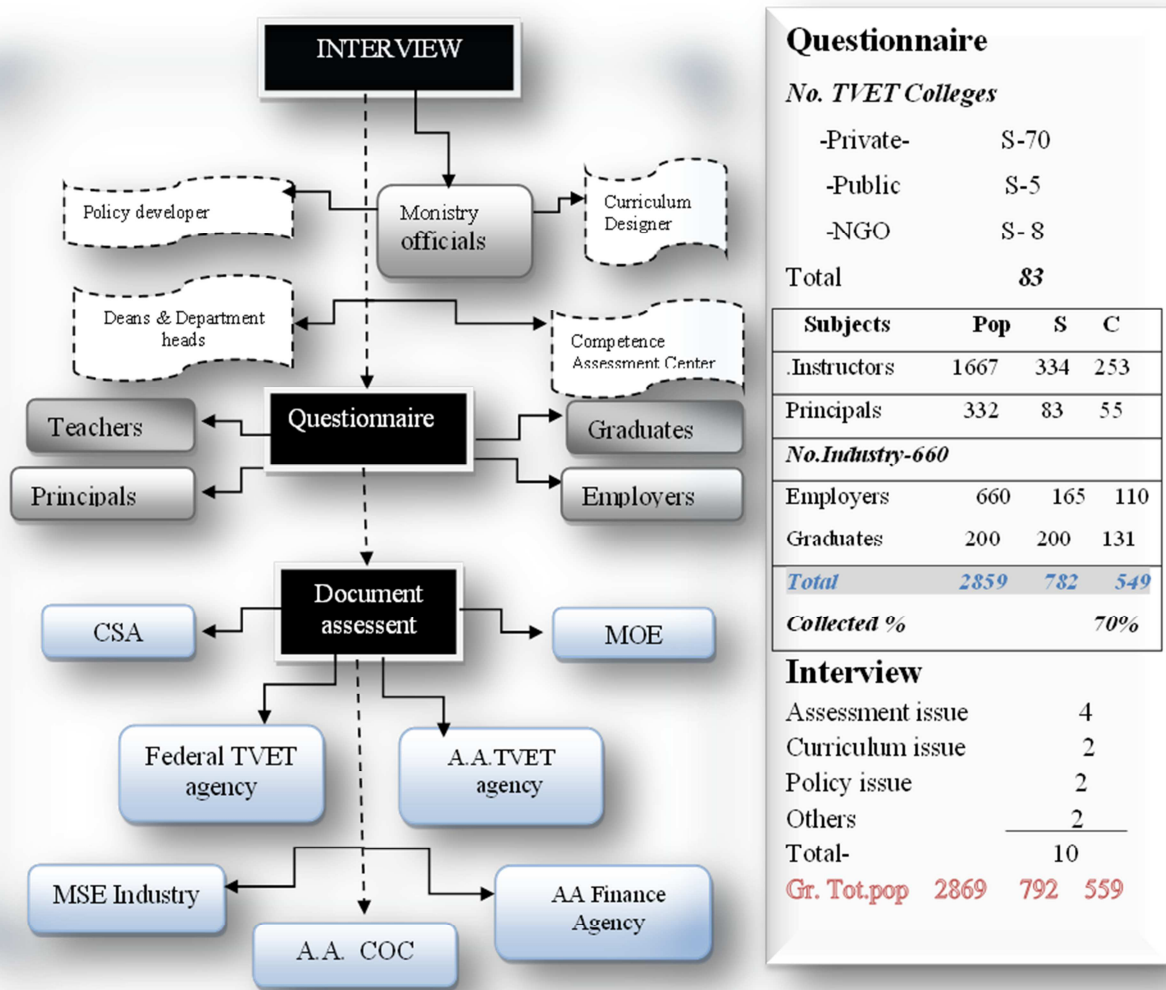 INTERVIEW
Policy developer
Monistry
officials
Curriculum
Designer
Deans & Department
heads
Competence
Assessment Center
Questionnaire
Teachers
Graduates
Principals
Employers
Document
assessent
CSA
MOE
Federal TVET
agency
A.A.TVET
agency
MSE Industry
AA Finance
Agency
A.A. COC
Questionnaire
No. TVET Colleges
-Private- S-70
-Public S-5
-NGO S- 8
Total 83
Subjects Pop S C
.Instructors 1667 334 253
Principals 332 83 55
No.Industry-660
Employers 660 165 110
Graduates 200 200 131
Total 2859 782 549
Collected % 70%
Interview
Assessment issue 4
Curriculum issue 2
Policy issue 2
Others 2
Total- 10
Gr. Tot.pop 2869 792 559